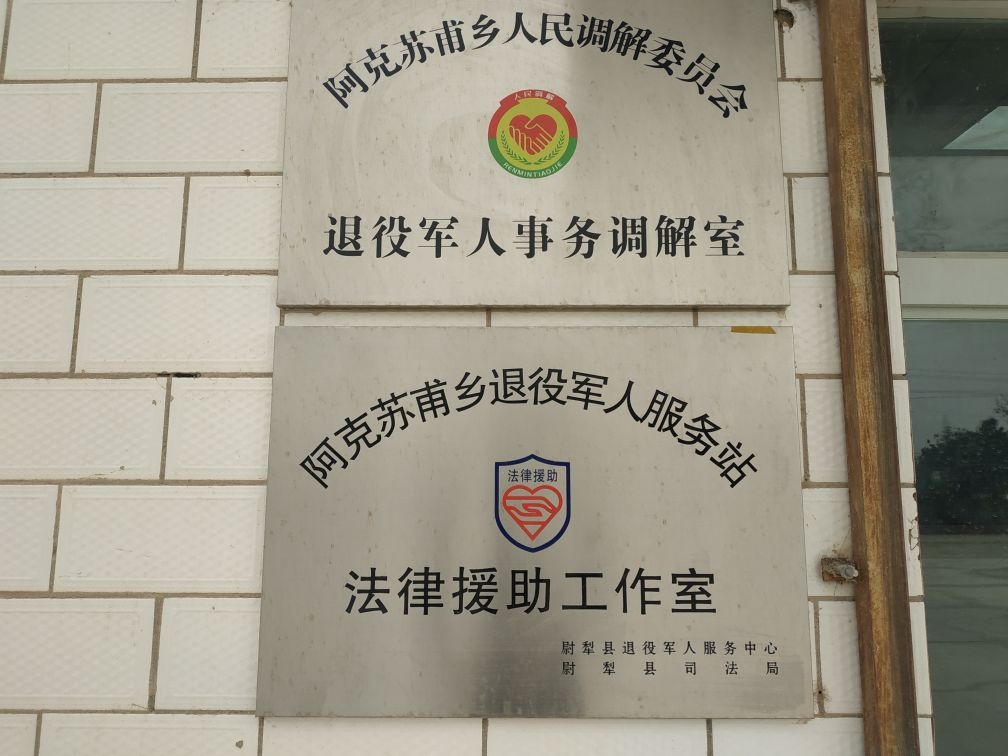 阿克苏甫乡人民调解委员会
人民调解
RENMINTIAOJIE
退役军人事务调解室
阿克苏甫乡退役军人服务站
法律援助
法律援助工作室
尉犁县退役军人服务中心
尉犁县司法局